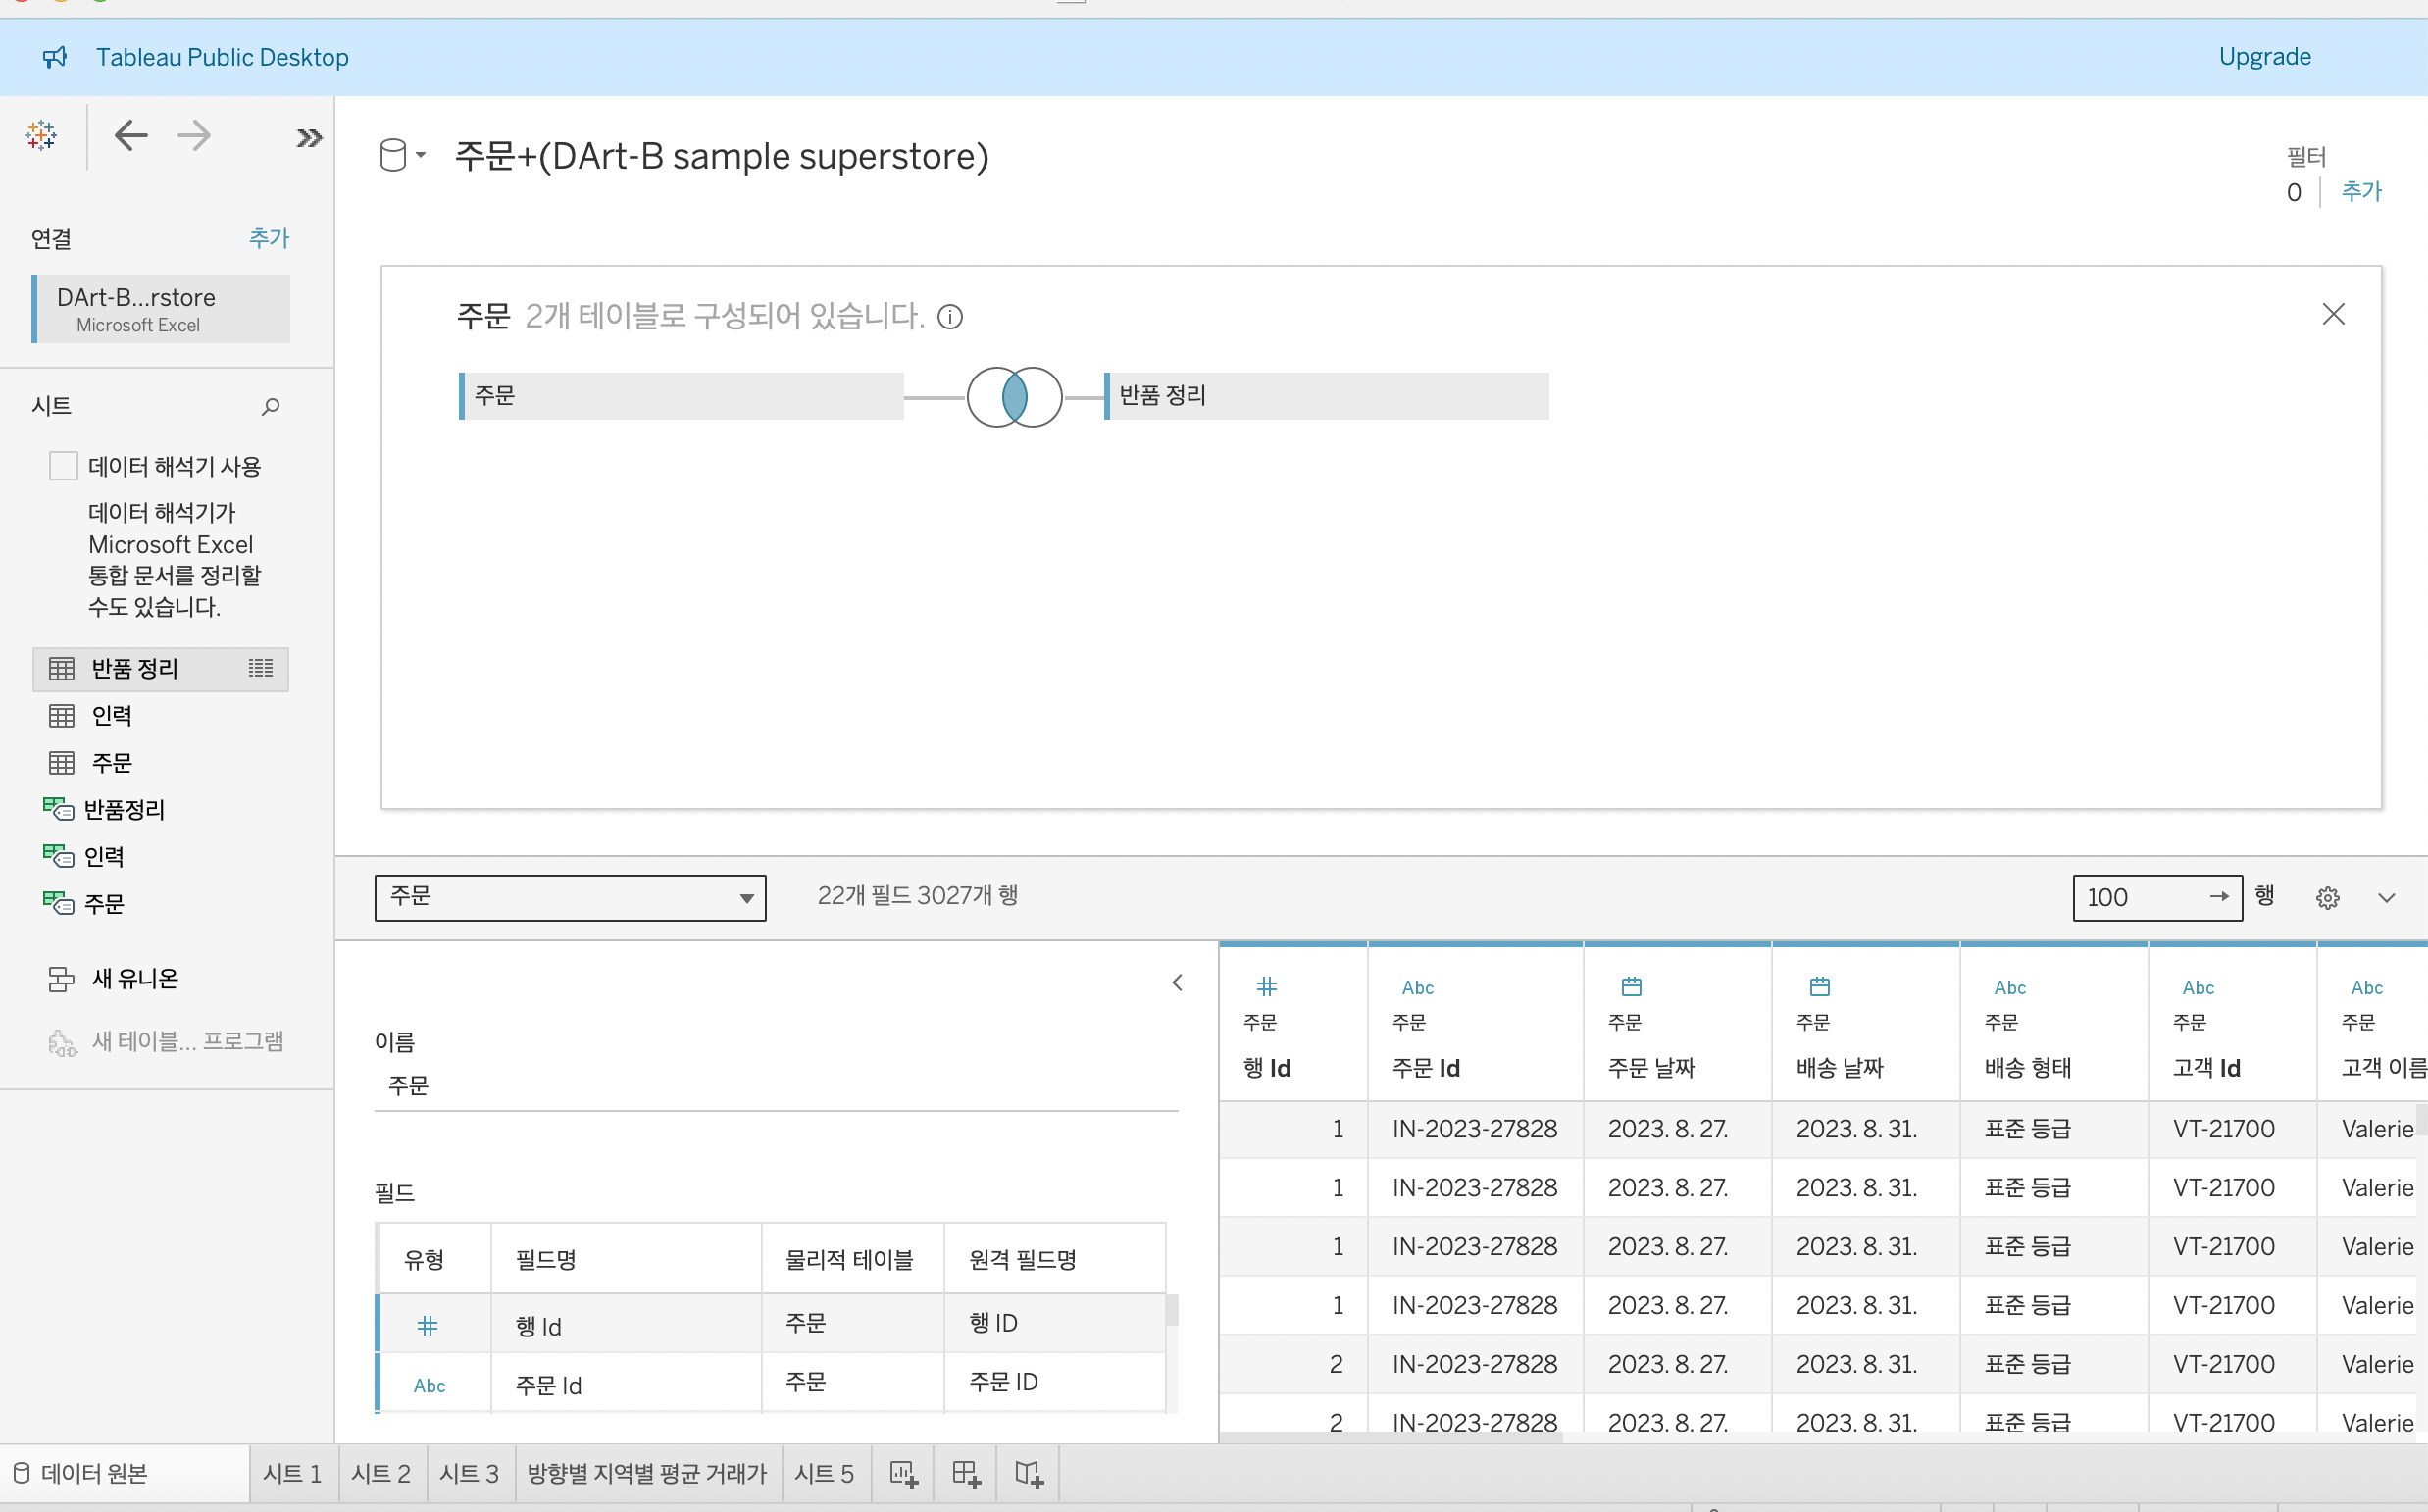 Tableau Public Desktop
Upgrade
주문+(DArt-B sample superstore)
필터
0 추가
연결 추가
DArt-B...rstore
Microsoft Excel
주문 2개 테이블로 구성되어 있습니다.
주문
반품 정리
시트
데이터 해석기 사용
데이터 해석기가
Microsoft Excel
통합 문서를 정리할
수도 있습니다.
반품 정리
인력
주문
반품정리
인력
주문
새 유니온
새 테이블... 프로그램
주문
22개 필드 3027개 행
100 → 행
이름
주문
필드
유형 필드명 물리적 테이블 원격 필드명
# 행 Id 주문 행 ID
Abc 주문 Id 주문 주문 ID
# Abc Abc Abc Abc
주문 주문 주문 주문 주문 주문 주문
행 Id 주문 Id 주문 날짜 배송 날짜 배송 형태 고객 Id 고객 이름
1 IN-2023-27828 2023. 8. 27. 2023. 8. 31. 표준 등급 VT-21700 Valerie
1 IN-2023-27828 2023. 8. 27. 2023. 8. 31. 표준 등급 VT-21700 Valerie
1 IN-2023-27828 2023. 8. 27. 2023. 8. 31. 표준 등급 VT-21700 Valerie
1 IN-2023-27828 2023. 8. 27. 2023. 8. 31. 표준 등급 VT-21700 Valerie
2 IN-2023-27828 2023. 8. 27. 2023. 8. 31. 표준 등급 VT-21700 Valerie
2 IN-2023-27828 2023. 8. 27. 2023. 8. 31. 표준 등급 VT-21700 Valerie
데이터 원본 시트 1 시트 2 시트 3 방향별 지역별 평균 거래가 시트 5